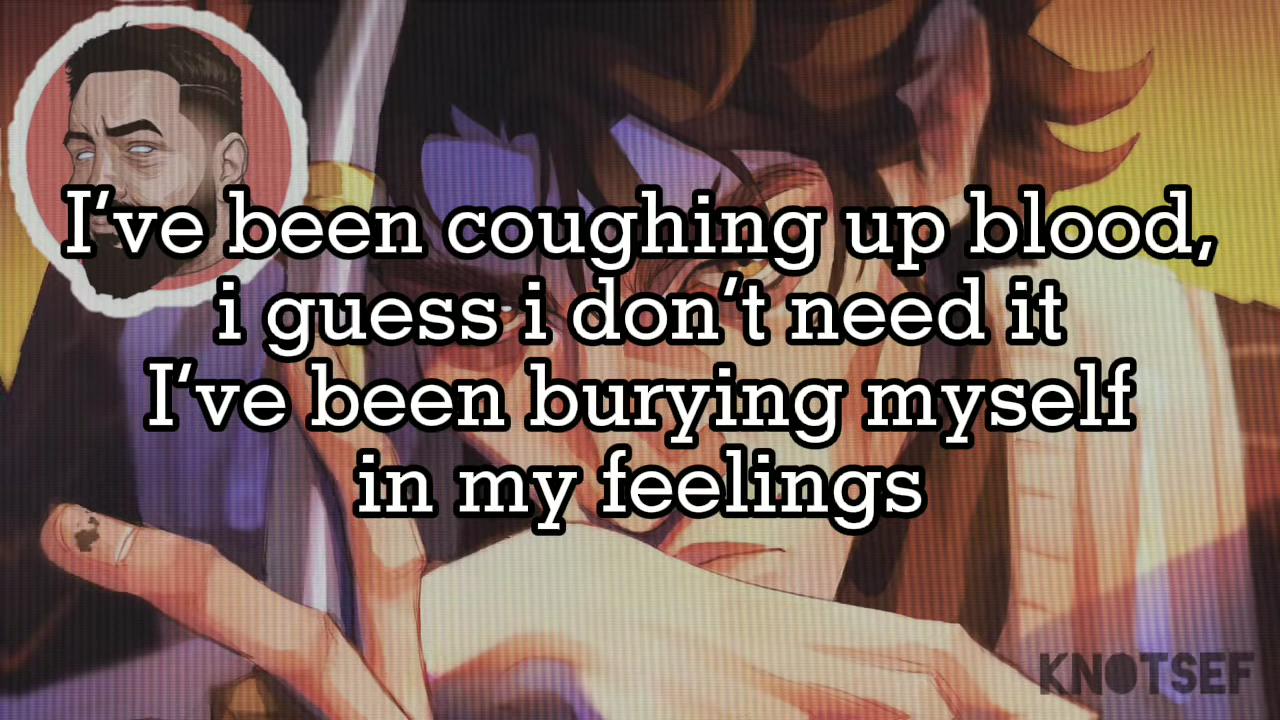 I've been coughing up blood,
i guess i don't need it
I've been burying myself
in my feelings
KNOTSEF